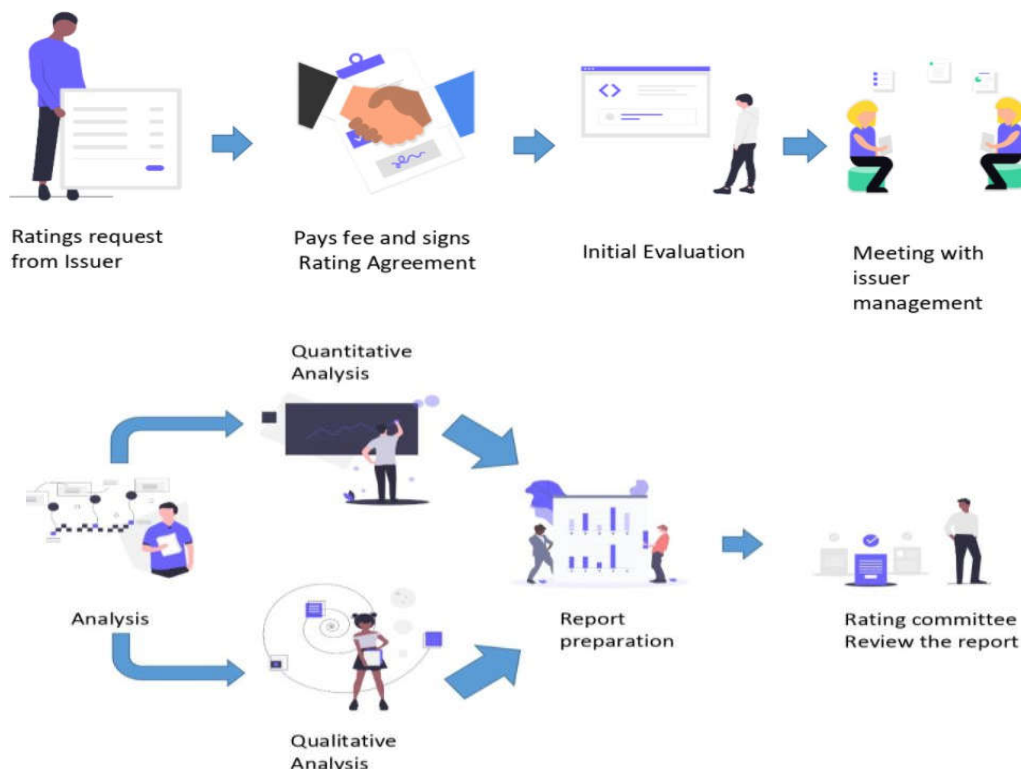 Ratings request
from Issuer
Pays fee and signs
Rating Agreement
Initial Evaluation
Meeting with
issuer
management
Quantitative
Analysis
Analysis
Qualitative
Analysis
Report
preparation
Rating committee
Review the report